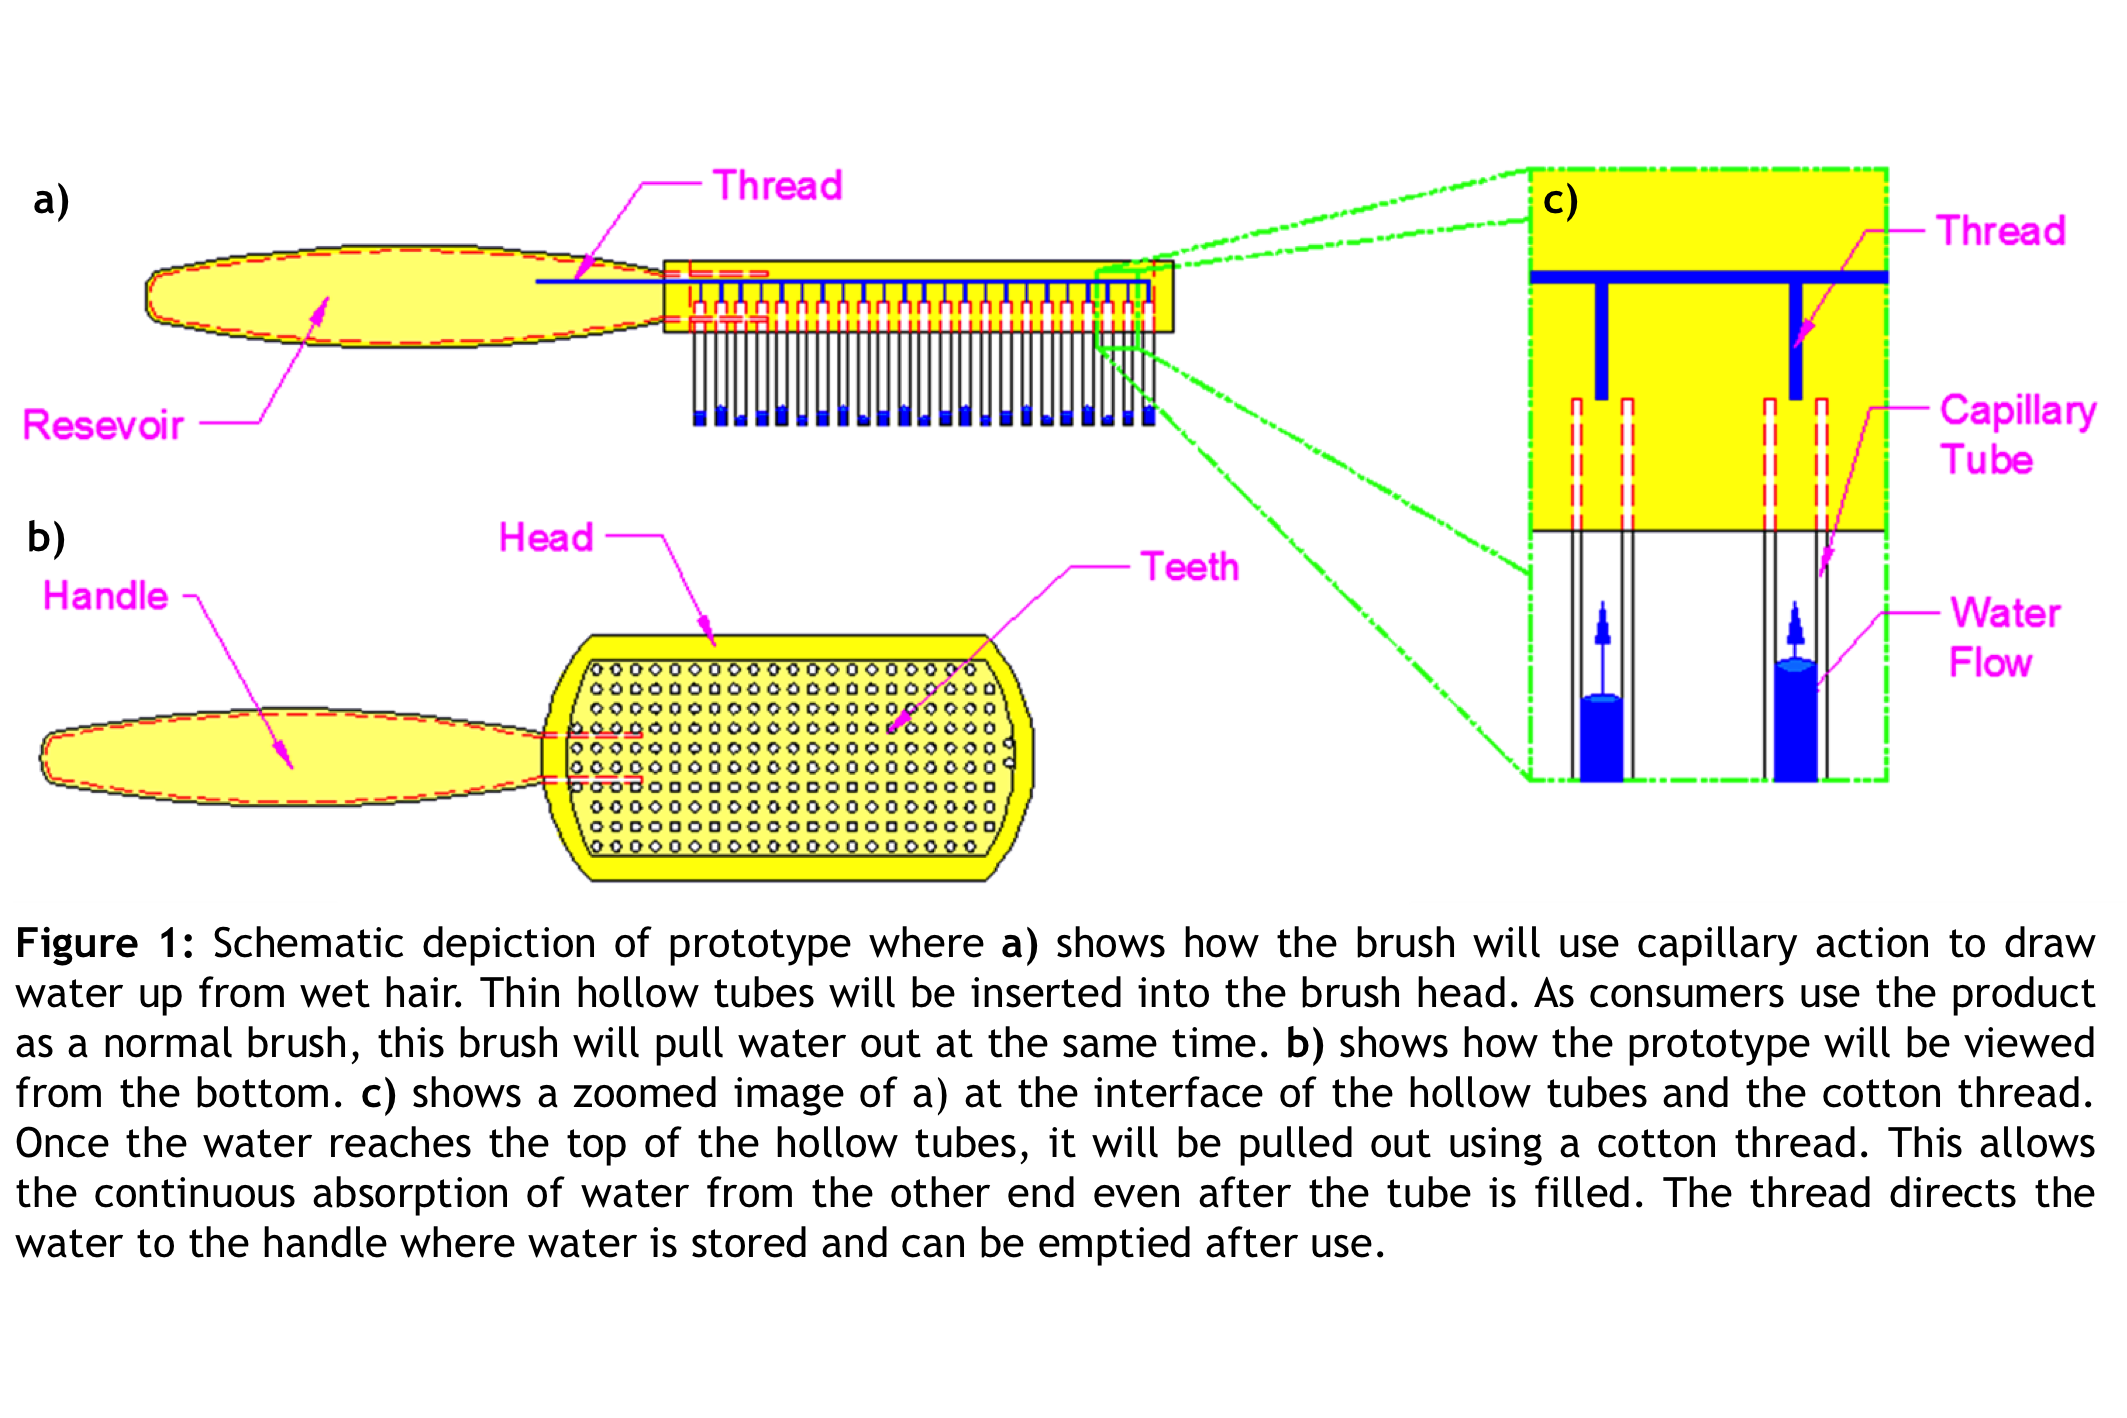 a)
Thread
Resevoir
c)
Thread
Capillary
Tube
Water
Flow
b)
Head
Teeth
Handle
Figure 1: Schematic depiction of prototype where a) shows how the brush will use capillary action to draw
water up from wet hair. Thin hollow tubes will be inserted into the brush head. As consumers use the product
as a normal brush, this brush will pull water out at the same time. b) shows how the prototype will be viewed
from the bottom. c) shows a zoomed image of a) at the interface of the hollow tubes and the cotton thread.
Once the water reaches the top of the hollow tubes, it will be pulled out using a cotton thread. This allows
the continuous absorption of water from the other end even after the tube is filled. The thread directs the
water to the handle where water is stored and can be emptied after use.